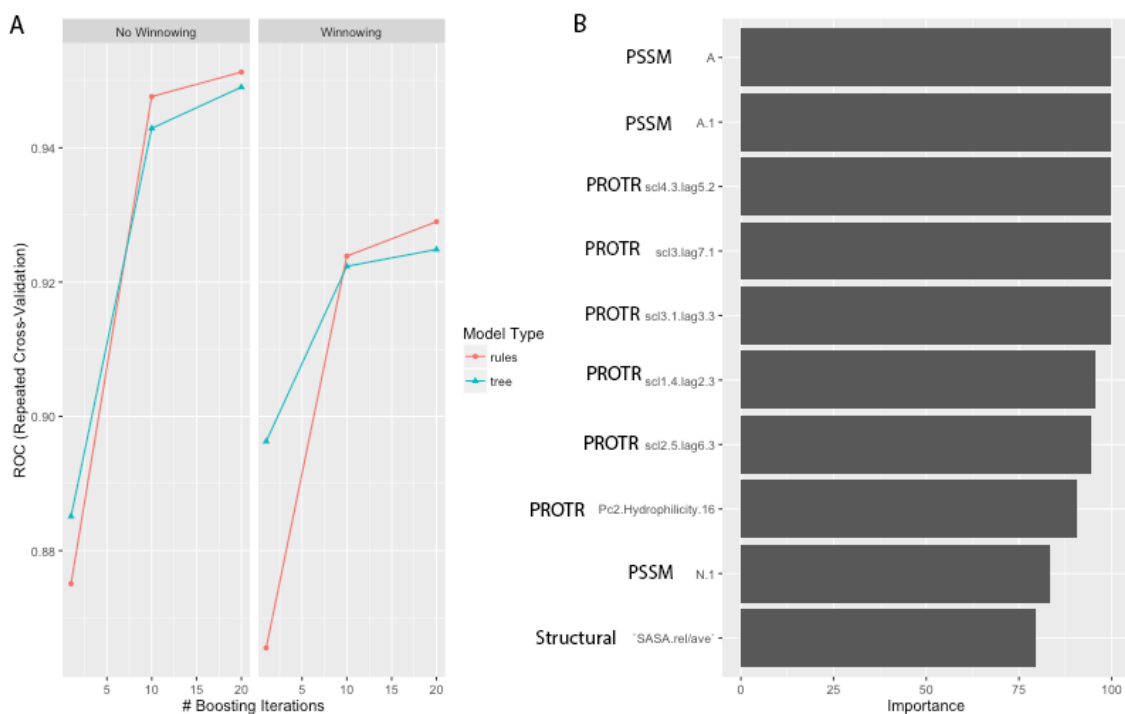 A
No Winnowing
Winnowing
0.94
0.92
0.90
0.88
ROC (Repeated Cross-Validation)
5 10 15 20 5 10 15 20
# Boosting Iterations
Model Type
rules
tree
B
PSSM A
PSSM A.1
PROTR scl4.3.lag5.2
PROTR scl3.lag7.1
PROTR scl3.1.lag3.3
PROTR scl1.4.lag2.3
PROTR scl2.5.lag6.3
PROTR Pc2.Hydrophilicity.16
PSSM N.1
Structural `SASA.rel/ave`
0 25 50 75 100
Importance